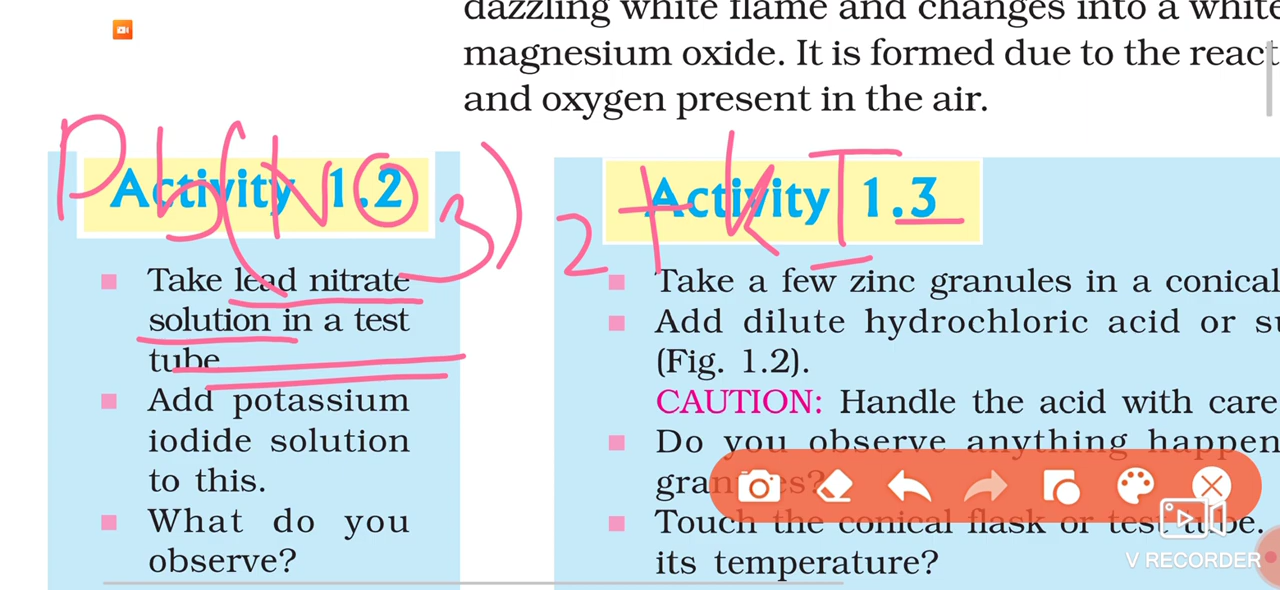 dazzling white flame and changes into a white
magnesium oxide. It is formed due to the react
and oxygen present in the air.
Pb(NO3)2 + KI
Activity 1.2
Take lead nitrate
solution in a test
tube
Add potassium
iodide solution
to this.
What do you
observe?
Activity 1.3
Take a few zinc granules in a conical
Add dilute hydrochloric acid or su
(Fig. 1.2).
CAUTION: Handle the acid with care
Do you observe anything happen
gran es?
Touch the conical flask or test tube.
its temperature?
V RECORDER